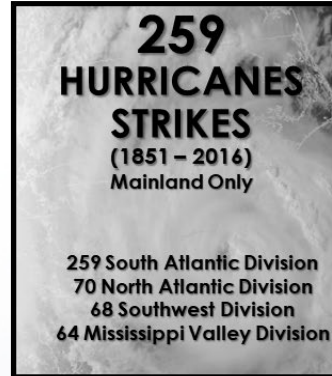 259
HURRICANES
STRIKES
(1851 – 2016)
Mainland Only
259 South Atlantic Division
70 North Atlantic Division
68 Southwest Division
64 Mississippi Valley Division